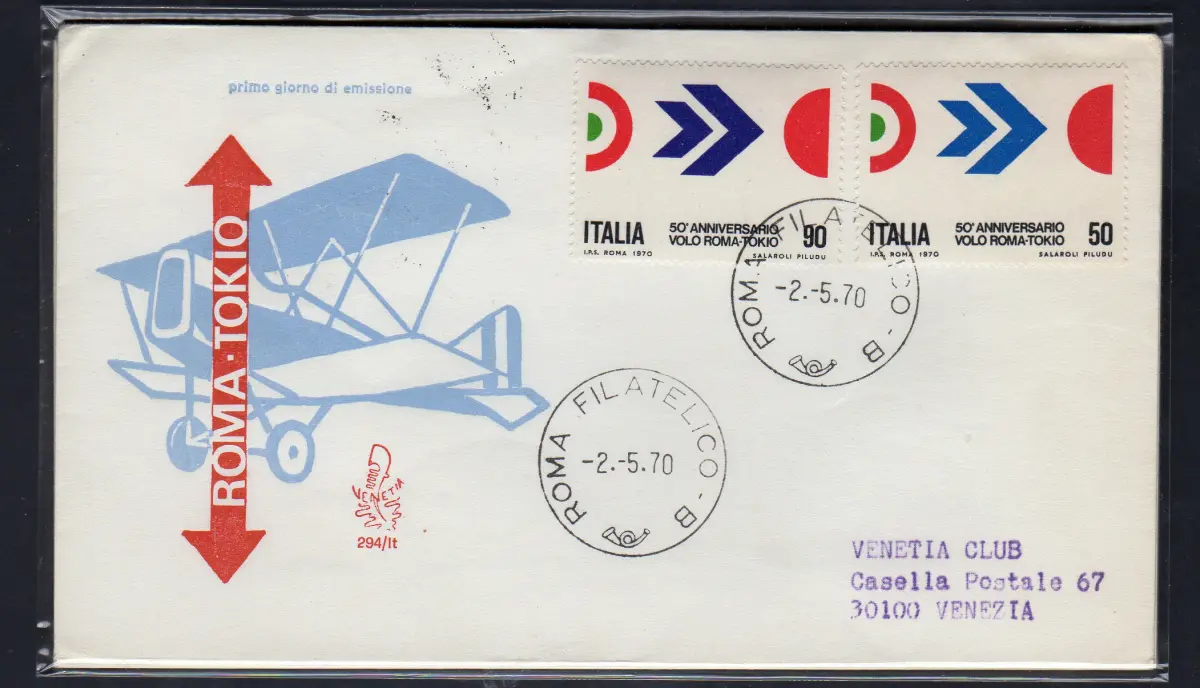 primo giorno di emissione
ROMA·TOKIO
ITALIA
50° ANNIVERSARIO
VOLO ROMA-TOKIO
90
I.P.S. ROMA 1970
SALAROLI PILUDU
ITALIA
50° ANNIVERSARIO
VOLO ROMA-TOKIO
50
I.P.S. ROMA 1970
SALAROLI PILUDU
ROMA FILATELICO - B
-2.-5.70
ROMA FILATELICO - B
-2.-5.70
VENETIA
294/It
VENETIA CLUB
Casella Postale 67
30100 VENEZIA